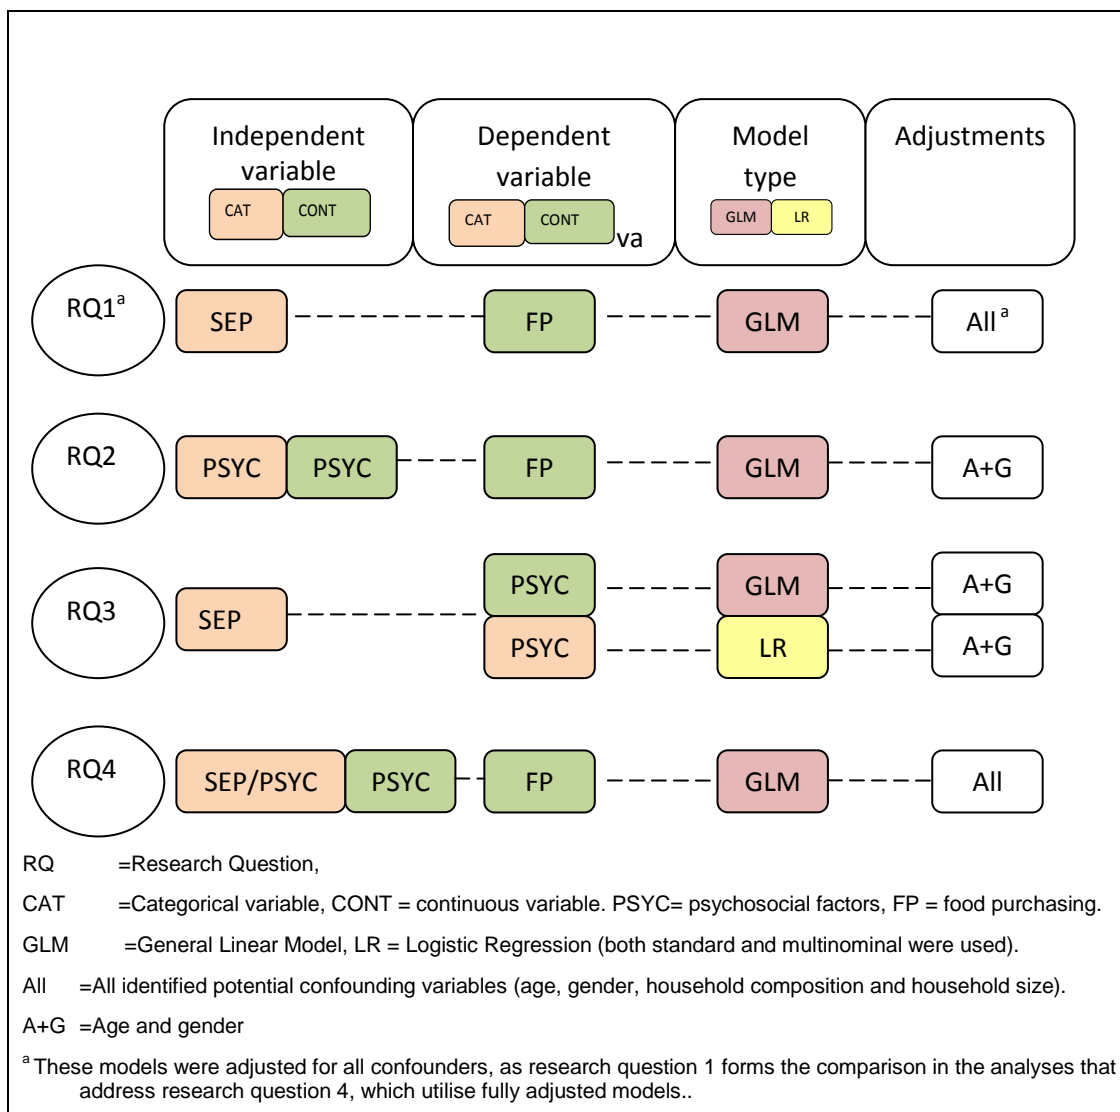 Independent variable
CAT CONT
Dependent variable
CAT CONT va
Model type
GLM LR
Adjustments
RQ1ᵃ SEP FP GLM All ᵃ
RQ2 PSYC PSYC FP GLM A+G
RQ3 SEP PSYC GLM A+G
PSYC LR A+G
RQ4 SEP/PSYC PSYC FP GLM All
RQ =Research Question,
CAT =Categorical variable, CONT = continuous variable. PSYC= psychosocial factors, FP = food purchasing.
GLM =General Linear Model, LR = Logistic Regression (both standard and multinominal were used).
All =All identified potential confounding variables (age, gender, household composition and household size).
A+G =Age and gender
ᵃ These models were adjusted for all confounders, as research question 1 forms the comparison in the analyses that
address research question 4, which utilise fully adjusted models..